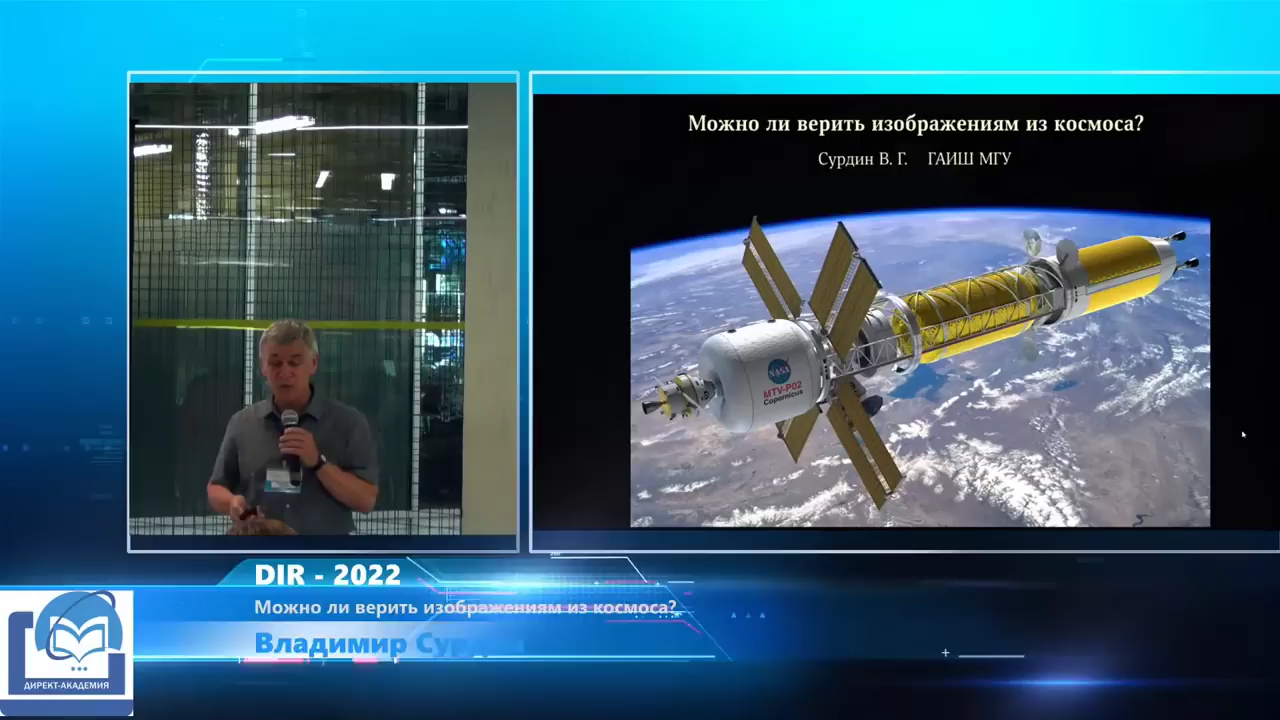 Можно ли верить изображениям из космоса?
Сурдин В. Г. ГАИШ МГУ
NASA
MTV-P02
Copernicus
DIR - 2022
Можно ли верить изображениям из космоса?
Владимир
ДИРЕКТ-АКАДЕМИЯ